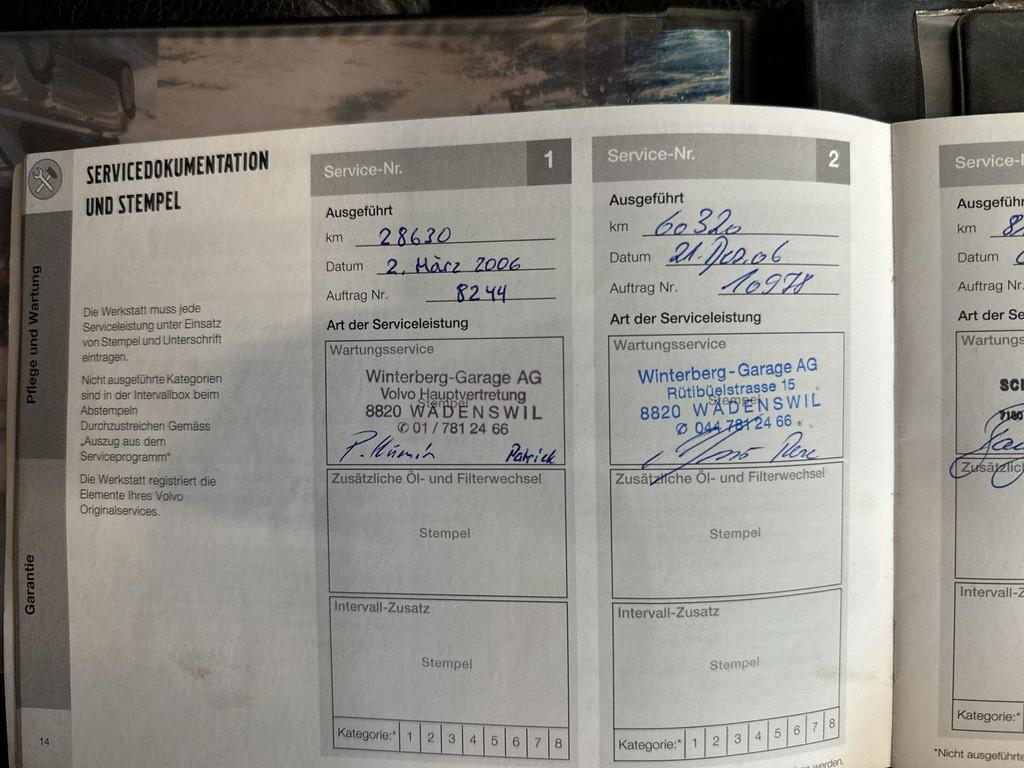 SERVICEDOKUMENTATION
UND STEMPEL
Pflege und Wartung
Garantie
Die Werkstatt muss jede
Serviceleistung unter Einsatz
von Stempel und Unterschrift
eintragen.
Nicht ausgeführte Kategorien
sind in der Intervallbox beim
Abstempeln
Durchzustreichen Gemäss
„Auszug aus dem
Serviceprogramm"
Die Werkstatt registriert die
Elemente Ihres Volvo
Originalservices.
14
Service-Nr. 1
Ausgeführt
km 28630
Datum 2. März 2006
Auftrag Nr. 8244
Art der Serviceleistung
Wartungsservice
Winterberg-Garage AG
Volvo Hauptvertretung
Stempel
8820 WÄDENSWIL
✆ 01 / 781 24 66
Patrick
Zusätzliche Öl- und Filterwechsel
Stempel
Intervall-Zusatz
Stempel
Kategorie:* 1 2 3 4 5 6 7 8
Service-Nr. 2
Ausgeführt
km 60320
Datum 21. Dez. 06
Auftrag Nr. 10978
Art der Serviceleistung
Wartungsservice
Winterberg-Garage AG
Rütibüelstrasse 15
Stempel
8820 WÄDENSWIL
✆ 044 781 24 66
Zusätzliche Öl- und Filterwechsel
Stempel
Intervall-Zusatz
Stempel
Kategorie:* 1 2 3 4 5 6 7 8
werden.
Service-
Ausgeführ
km 8
Datum
Auftrag Nr.
Art der Se
Wartungs
SC
7180
Zusätzlic
Intervall-Z
Kategorie:*
*Nicht ausgeführte